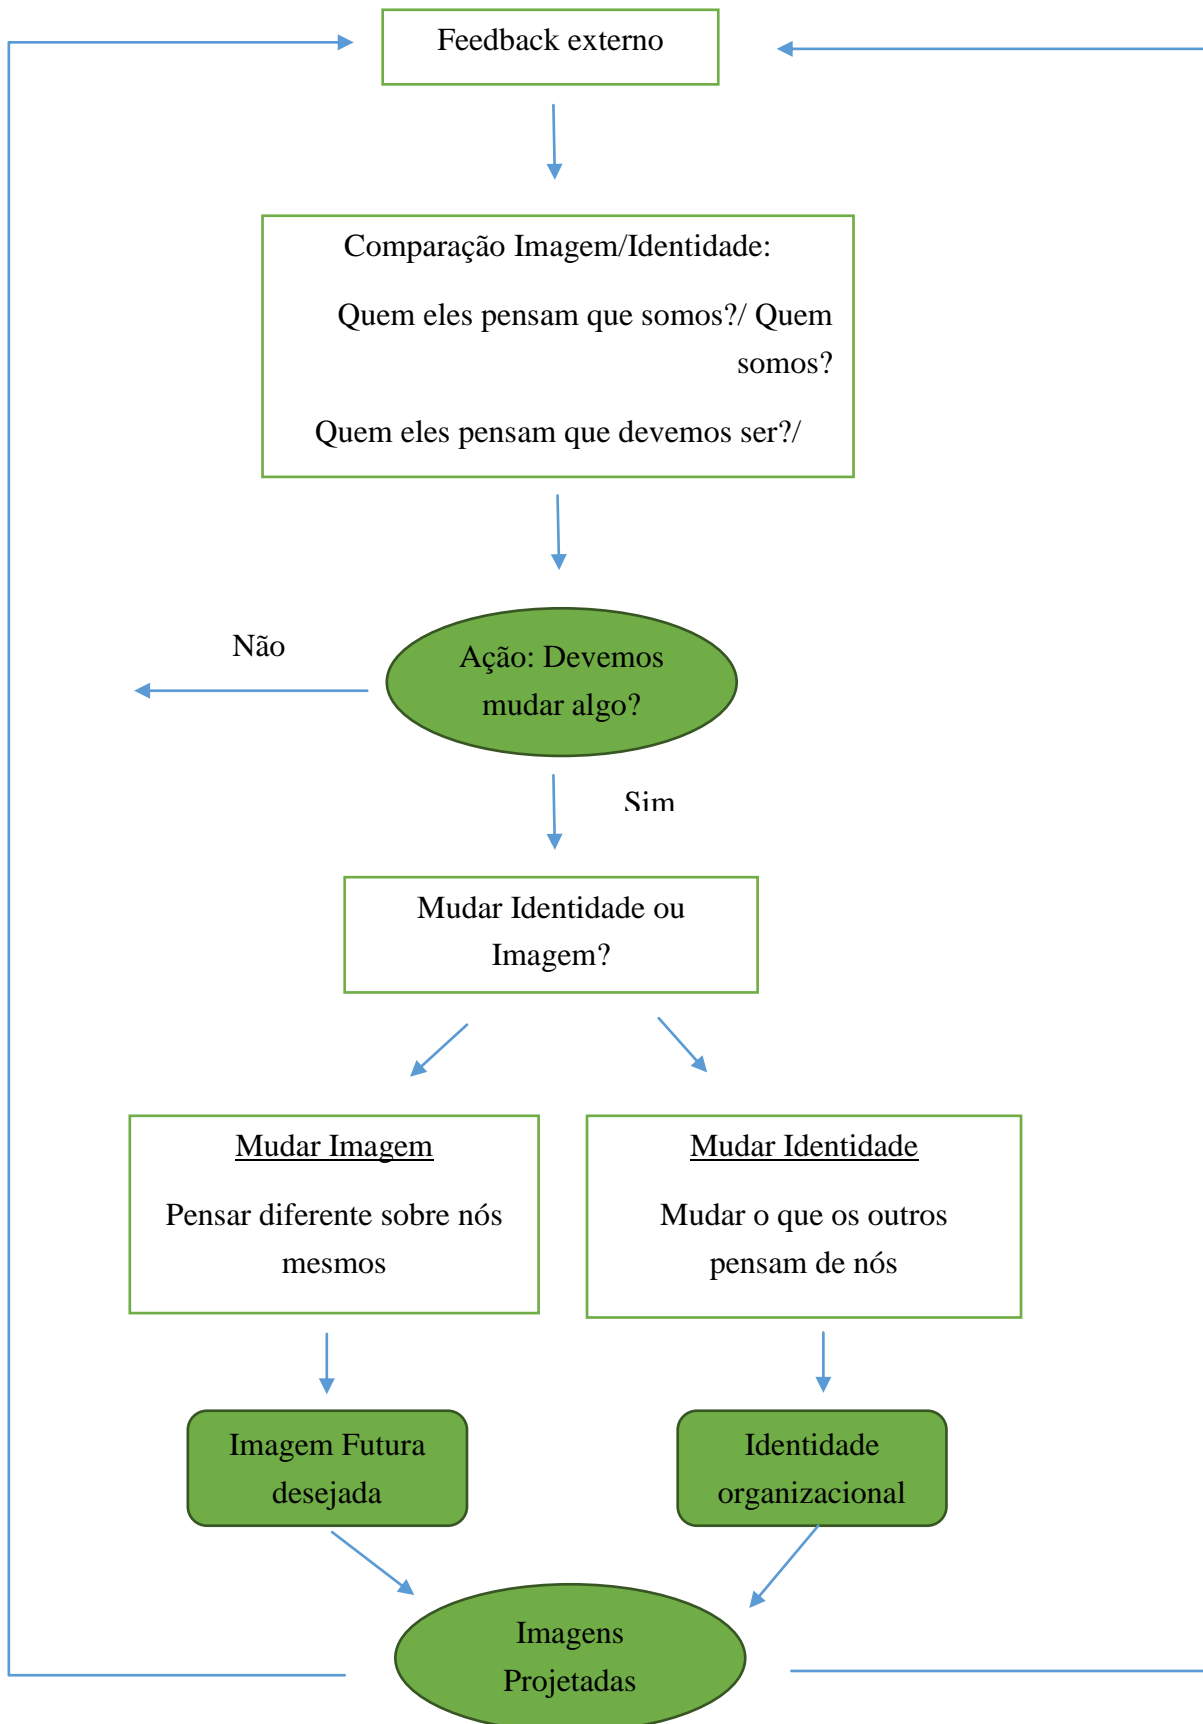 Feedback externo
Comparação Imagem/Identidade:
Quem eles pensam que somos?/ Quem
somos?
Quem eles pensam que devemos ser?/
Não
Ação: Devemos
mudar algo?
Sim
Mudar Identidade ou
Imagem?
Mudar Imagem
Pensar diferente sobre nós
mesmos
Mudar Identidade
Mudar o que os outros
pensam de nós
Imagem Futura
desejada
Identidade
organizacional
Imagens
Projetadas